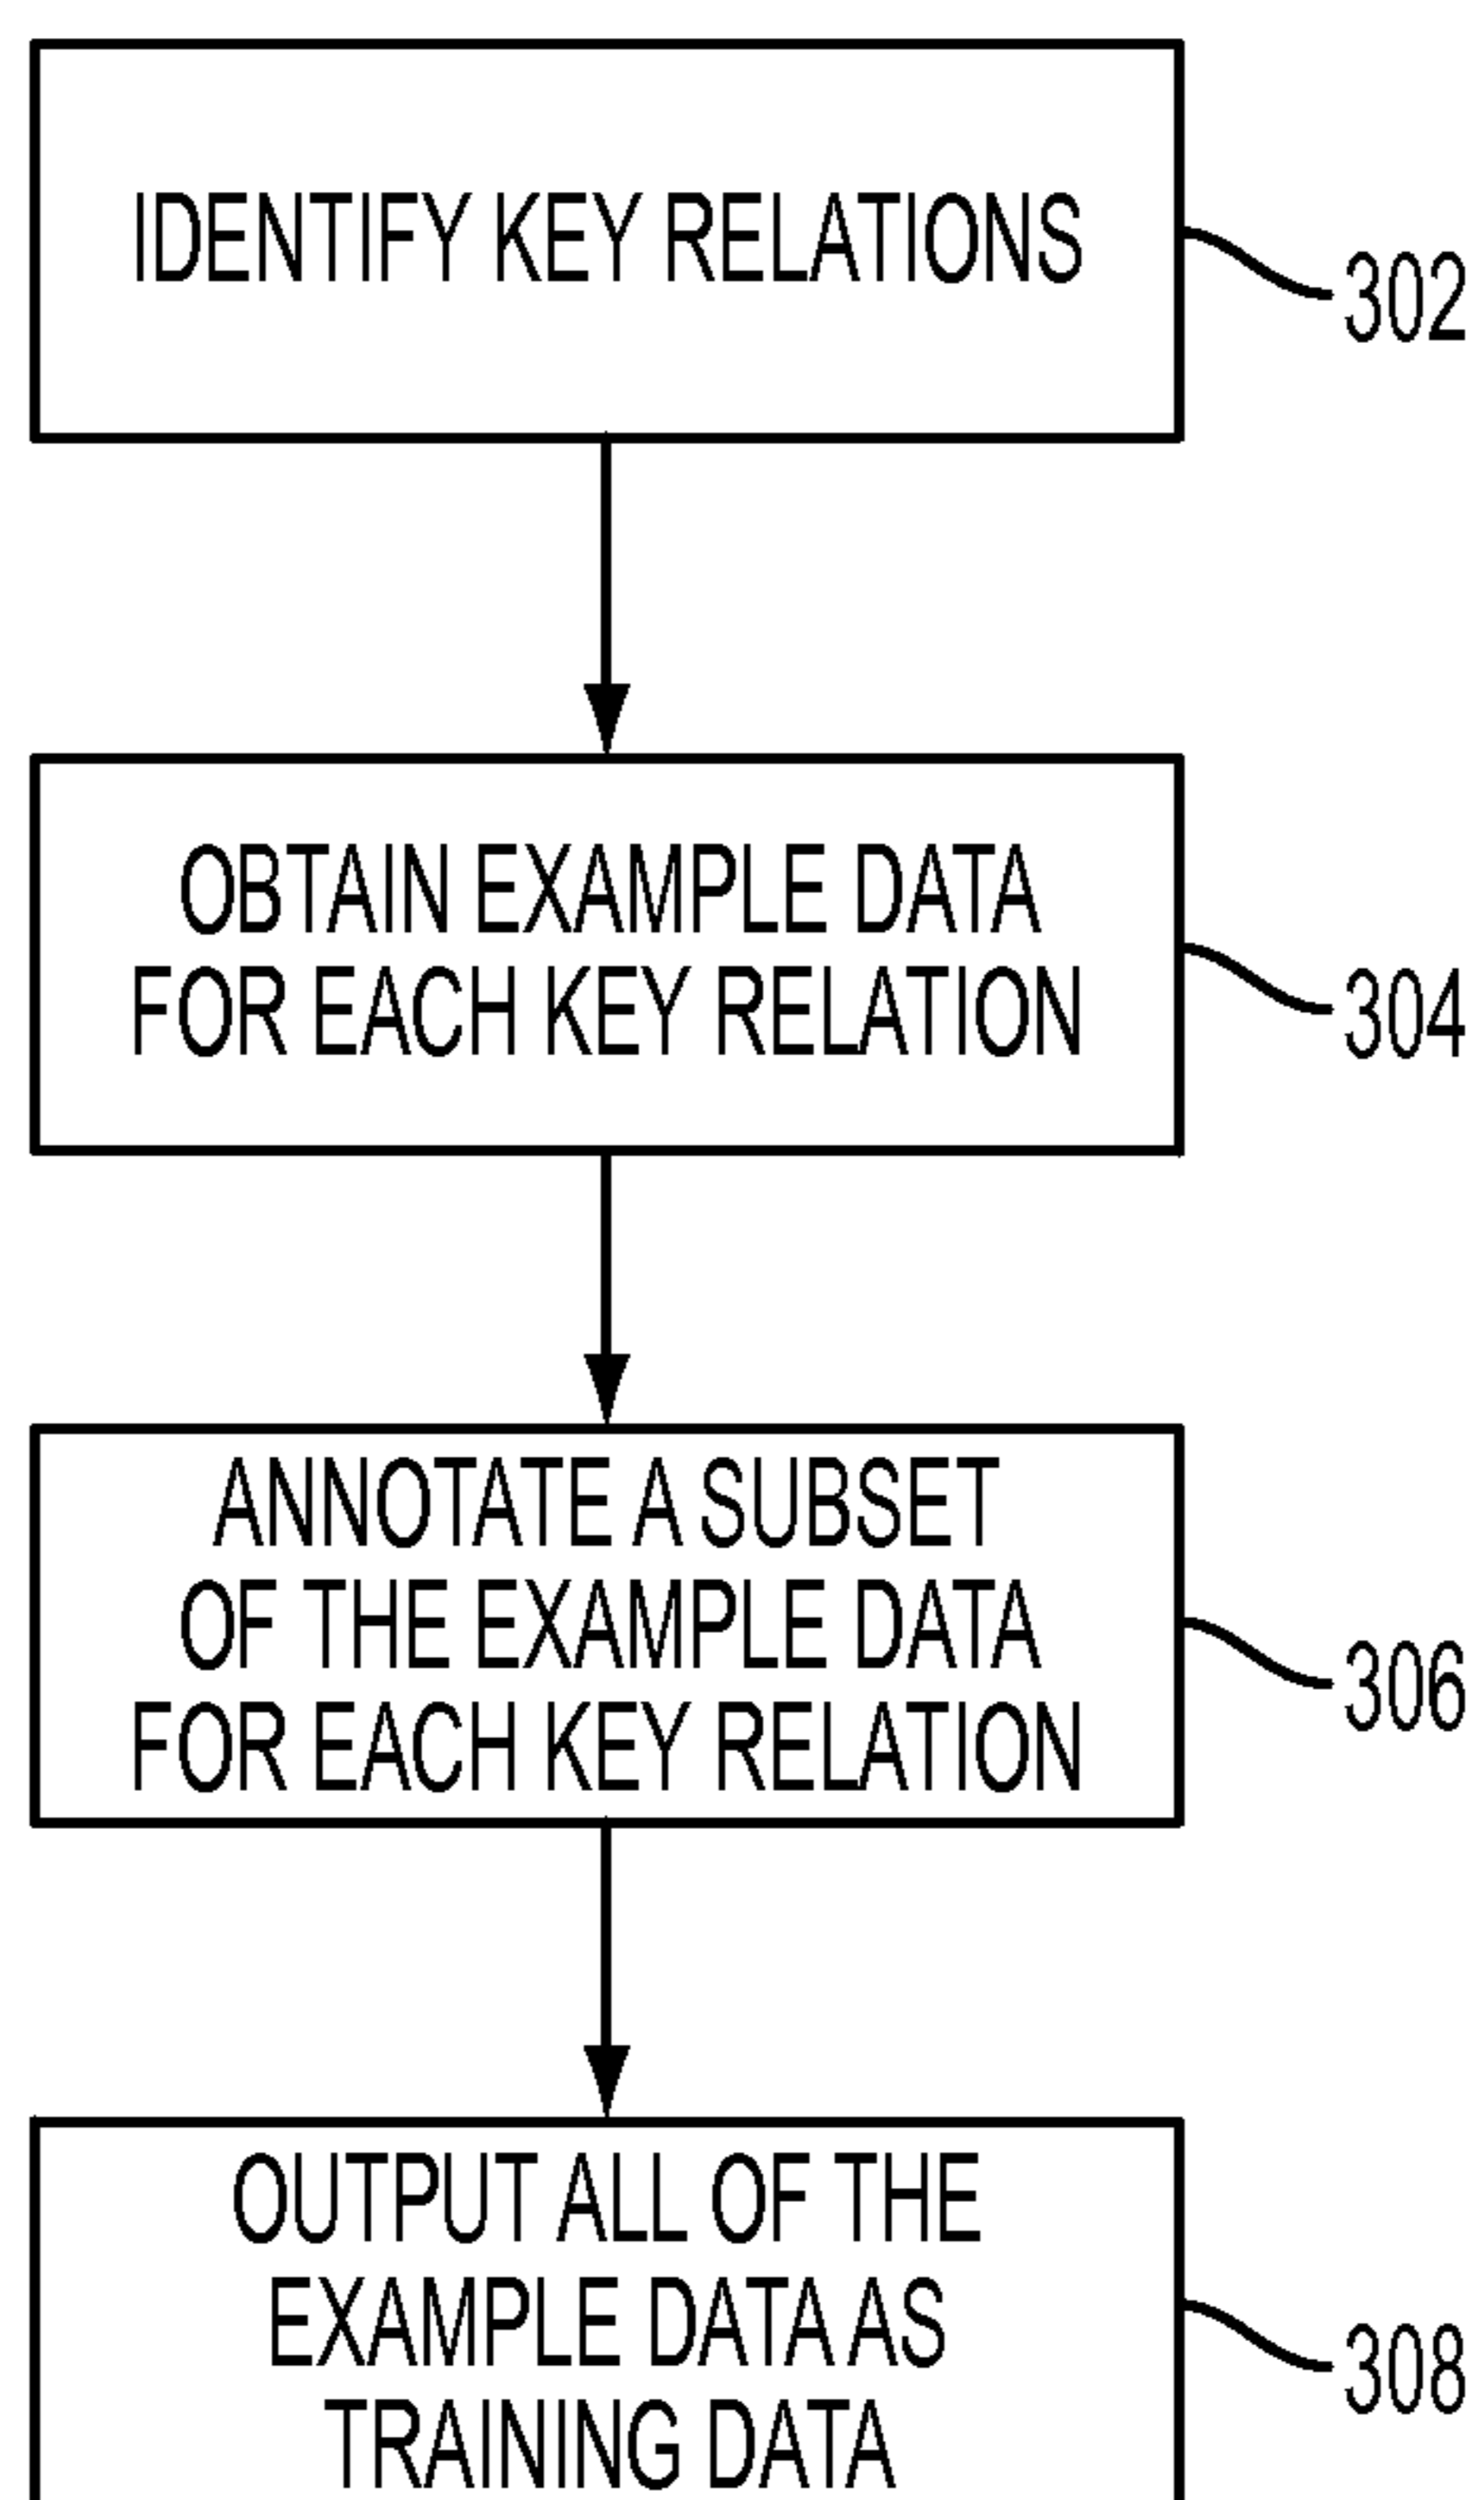 IDENTIFY KEY RELATIONS
302
OBTAIN EXAMPLE DATA
FOR EACH KEY RELATION
304
ANNOTATE A SUBSET
OF THE EXAMPLE DATA
FOR EACH KEY RELATION
306
OUTPUT ALL OF THE
EXAMPLE DATA AS
TRAINING DATA
308